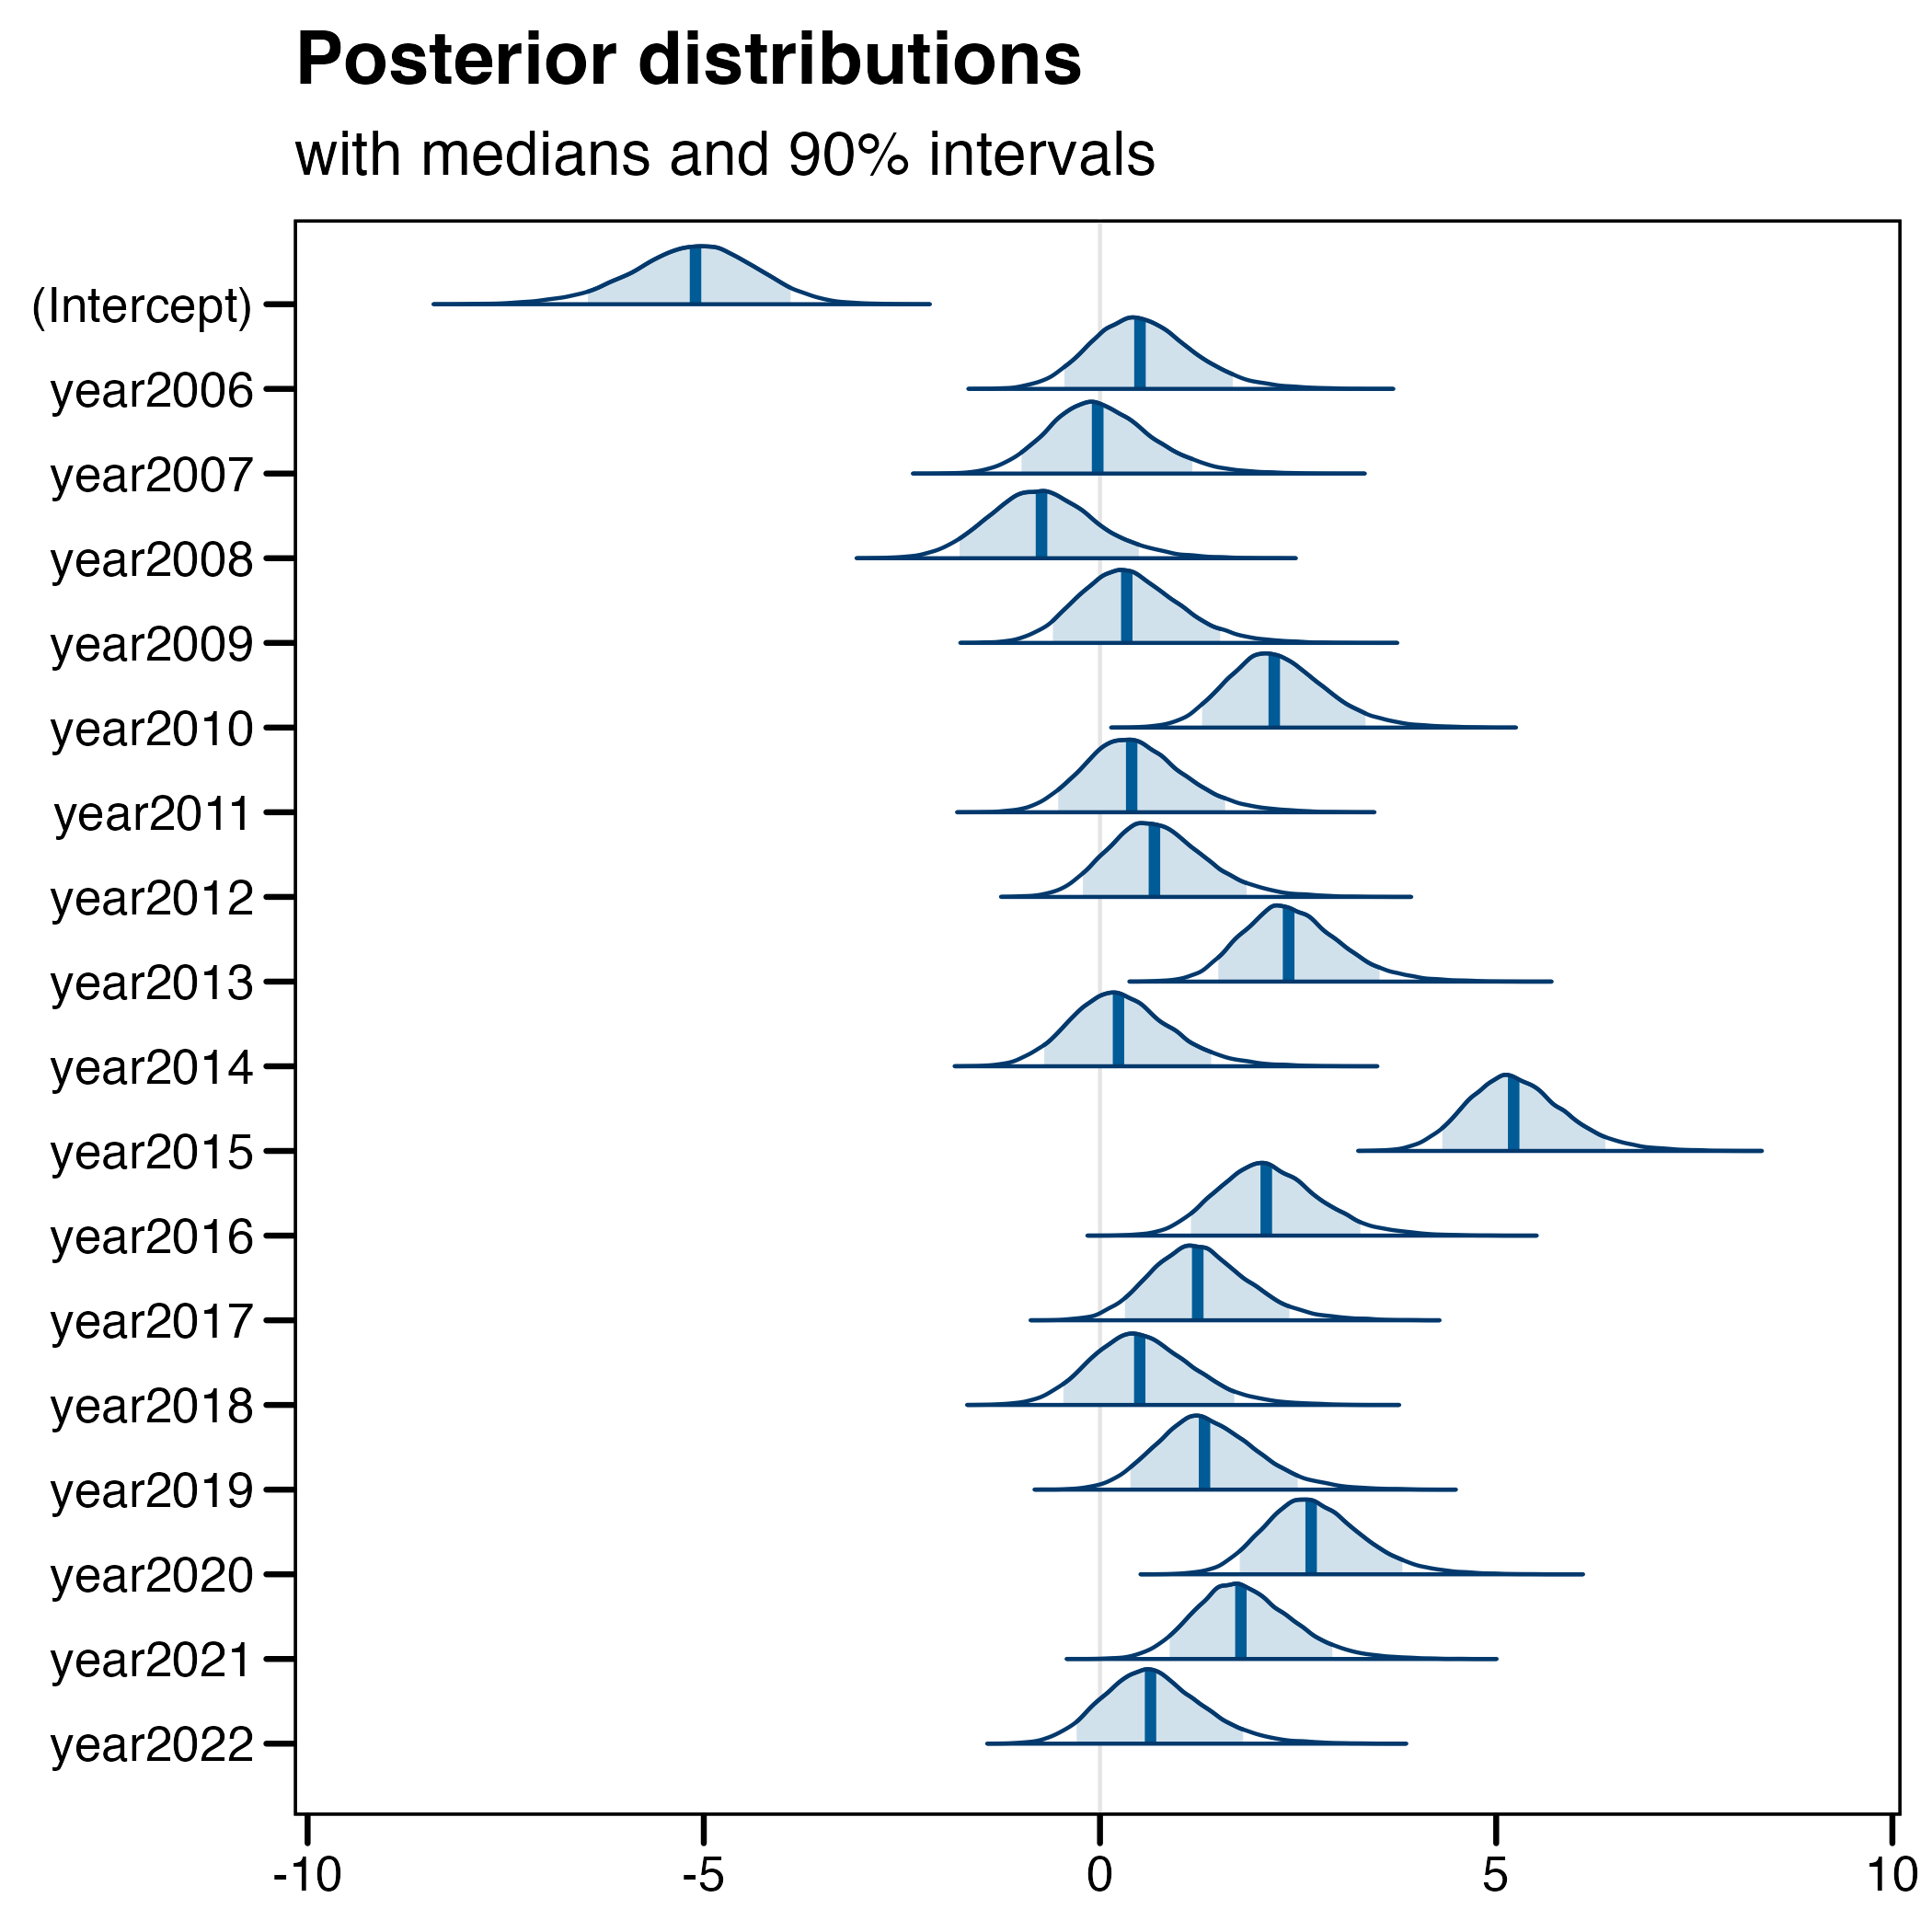 Posterior distributions
with medians and 90% intervals
(Intercept)
year2006
year2007
year2008
year2009
year2010
year2011
year2012
year2013
year2014
year2015
year2016
year2017
year2018
year2019
year2020
year2021
year2022
-10 -5 0 5 10